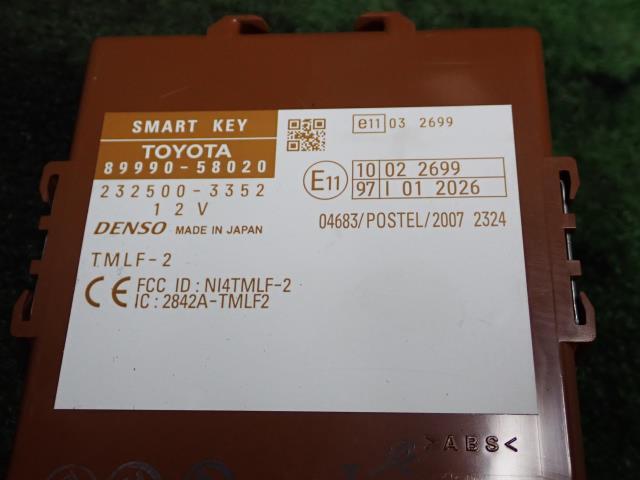 SMART KEY
TOYOTA
89990-58020
232500-3352
12V
DENSO MADE IN JAPAN
TMLF-2
CE FCC ID : NI4TMLF-2
IC : 2842A-TMLF2
e11 03 2699
E11 10 02 2699
97 I 01 2026
04683/POSTEL/2007 2324
>ABS<